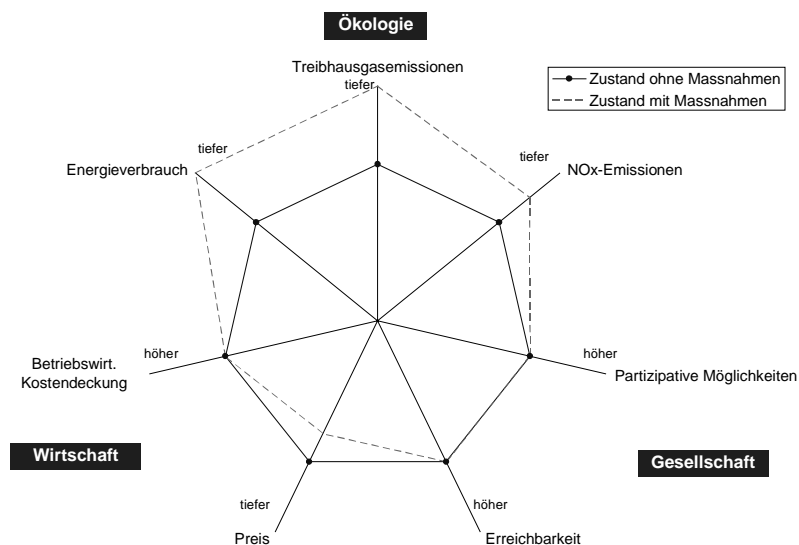 Ökologie
Treibhausgasemissionen
tiefer
Zustand ohne Massnahmen
Zustand mit Massnahmen
tiefer
Energieverbrauch
tiefer
NOx-Emissionen
Betriebswirt.
Kostendeckung
höher
höher
Partizipative Möglichkeiten
Wirtschaft
Gesellschaft
tiefer
Preis
höher
Erreichbarkeit